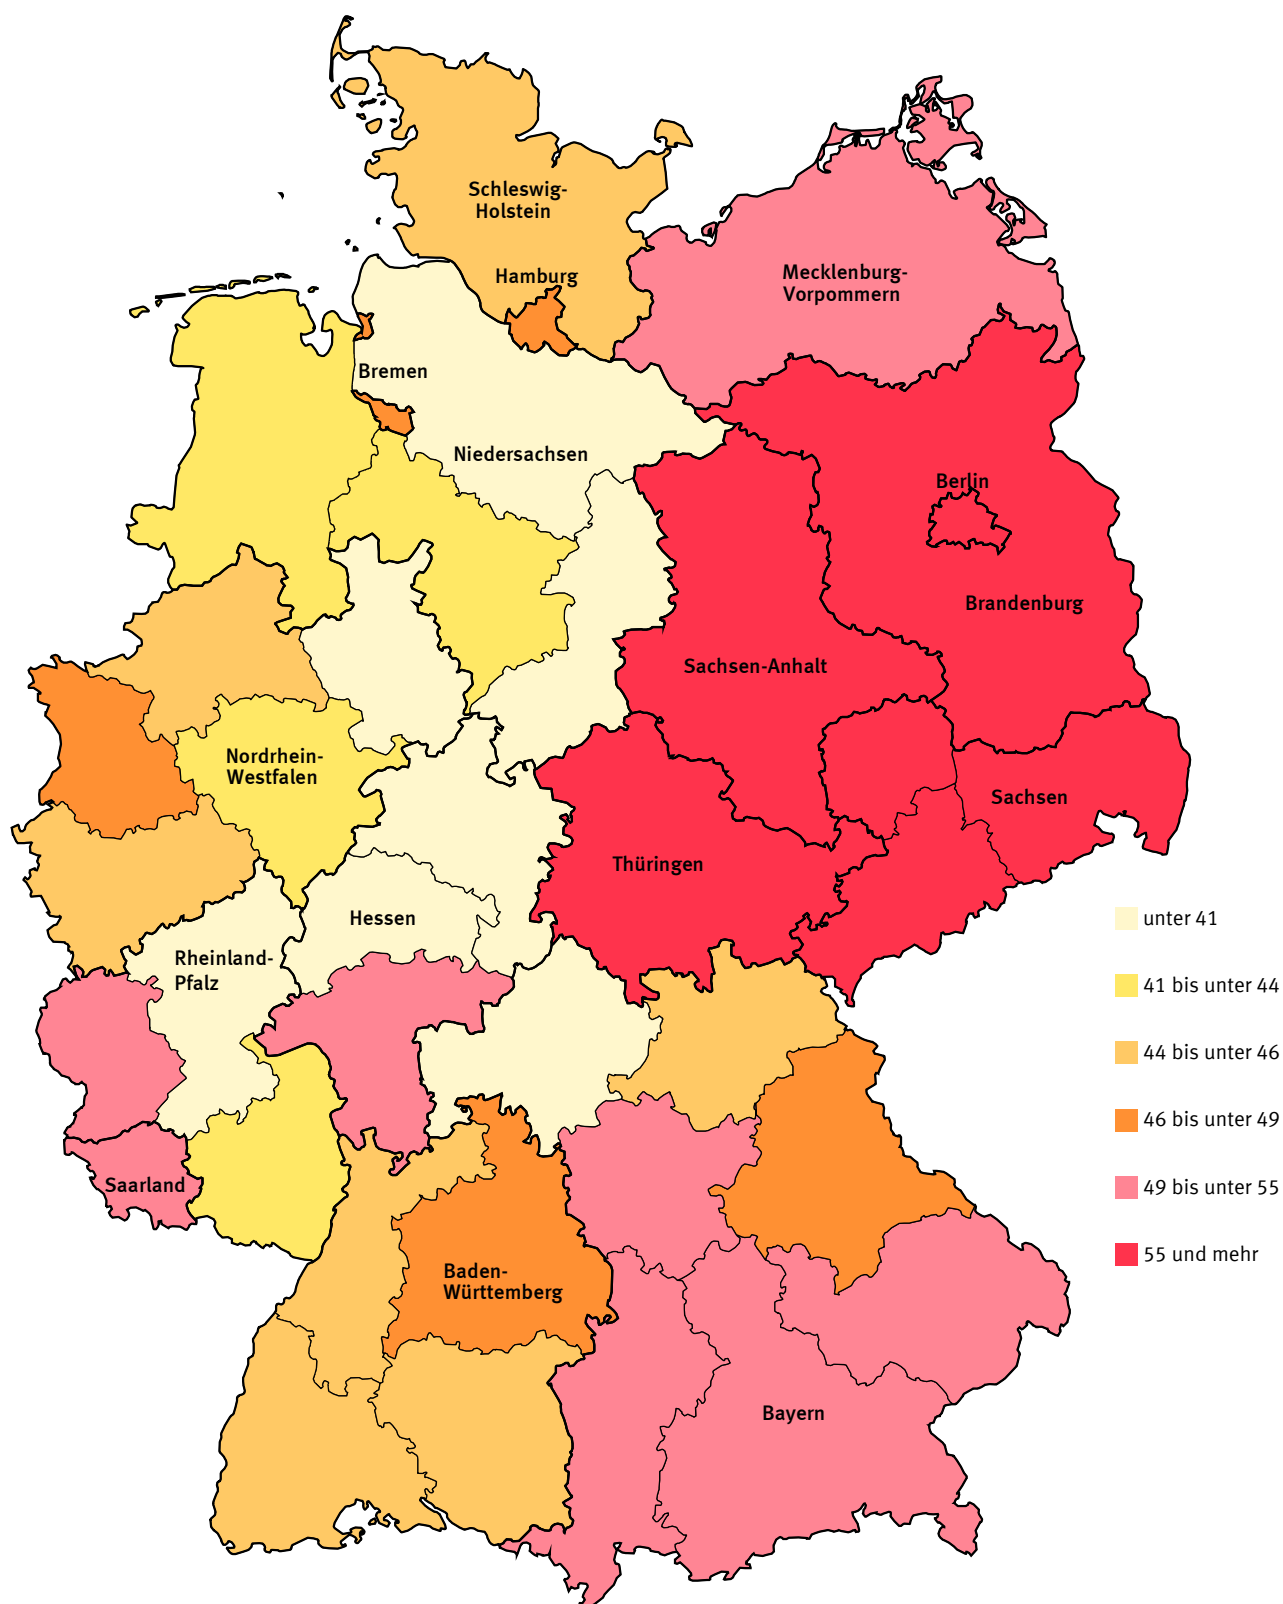 Schleswig-
Holstein
Hamburg
Mecklenburg-
Vorpommern
Bremen
Niedersachsen
Berlin
Brandenburg
Sachsen-Anhalt
Nordrhein-
Westfalen
Sachsen
Thüringen
Hessen
Rheinland-
Pfalz
Saarland
Baden-
Württemberg
Bayern
unter 41
41 bis unter 44
44 bis unter 46
46 bis unter 49
49 bis unter 55
55 und mehr